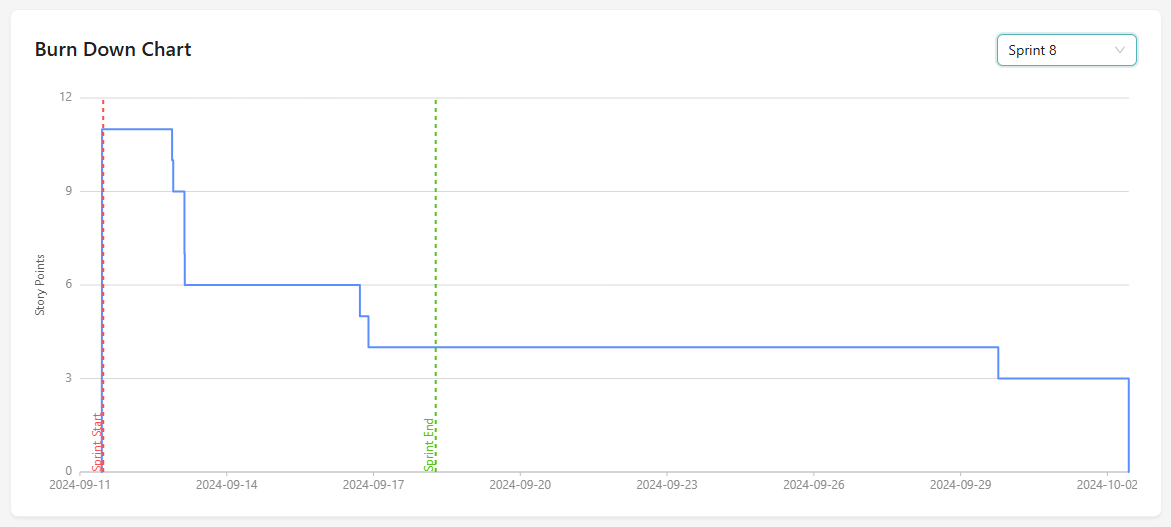 Burn Down Chart
Sprint 8
12
9
6
3
0
Story Points
Sprint Start
Sprint End
2024-09-11
2024-09-14
2024-09-17
2024-09-20
2024-09-23
2024-09-26
2024-09-29
2024-10-02